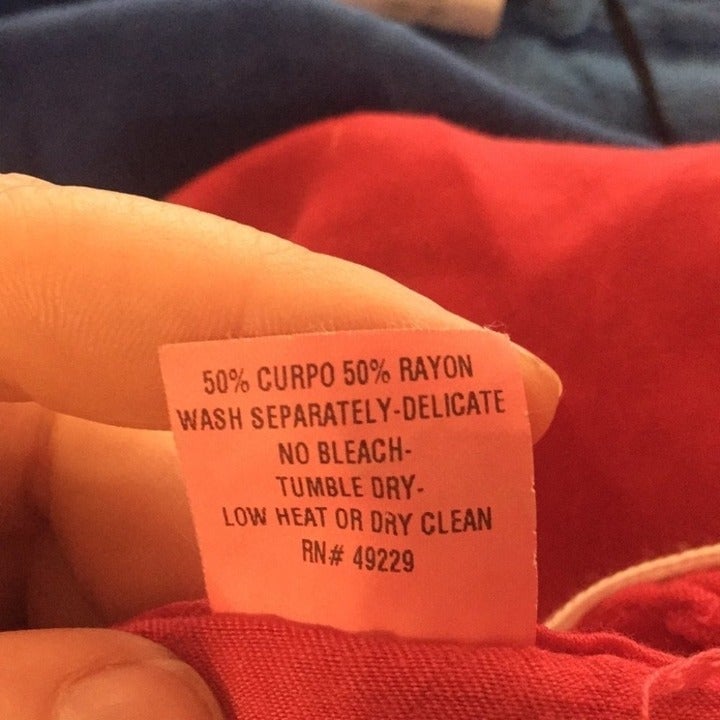 50% CURPO 50% RAYON
WASH SEPARATELY-DELICATE
NO BLEACH-
TUMBLE DRY-
LOW HEAT OR DRY CLEAN
RN# 49229